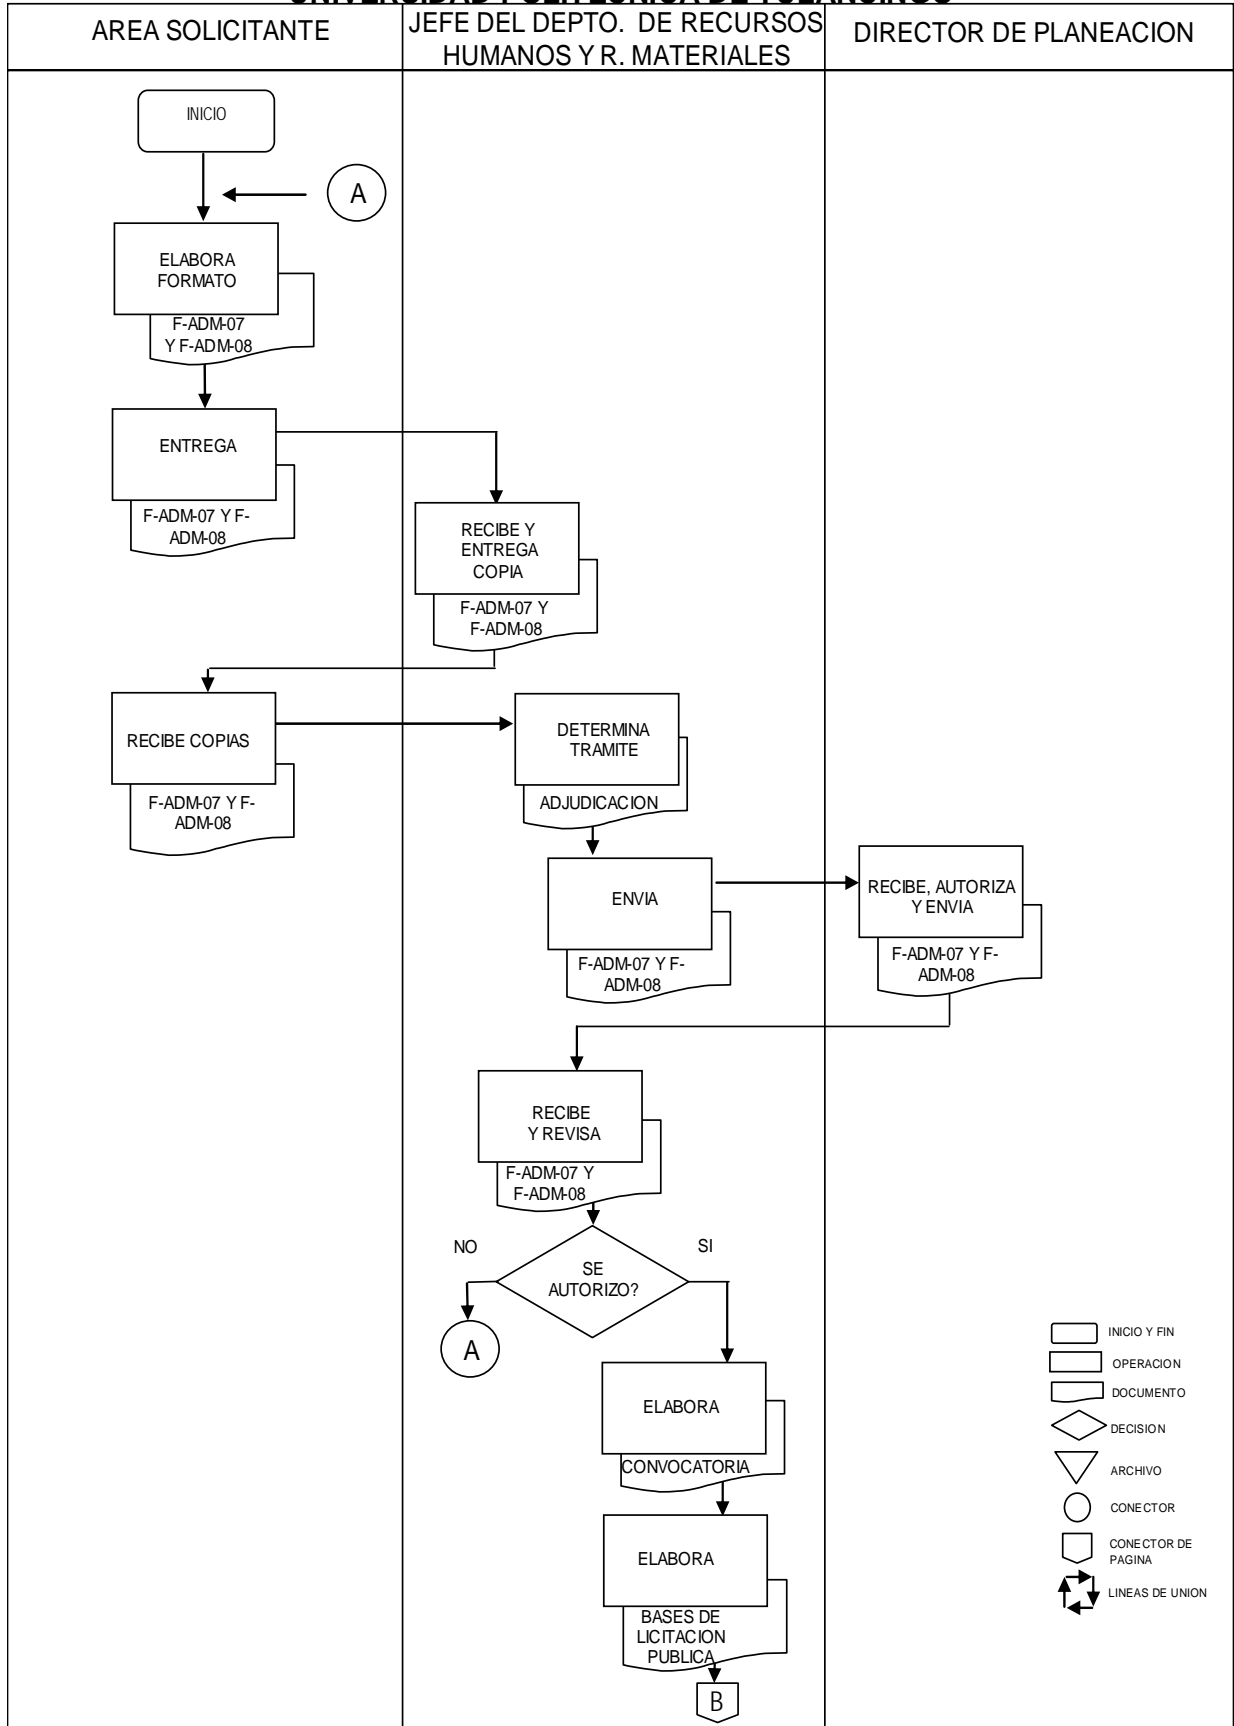 AREA SOLICITANTE
JEFE DEL DEPTO. DE RECURSOS
HUMANOS Y R. MATERIALES
DIRECTOR DE PLANEACION
INICIO
A
ELABORA
FORMATO
F-ADM-07
Y F-ADM-08
ENTREGA
F-ADM-07 Y F-
ADM-08
RECIBE Y
ENTREGA
COPIA
F-ADM-07 Y
F-ADM-08
RECIBE COPIAS
F-ADM-07 Y F-
ADM-08
DETERMINA
TRAMITE
ADJUDICACION
ENVIA
F-ADM-07 Y F-
ADM-08
RECIBE, AUTORIZA
Y ENVIA
F-ADM-07 Y F-
ADM-08
RECIBE
Y REVISA
F-ADM-07 Y
F-ADM-08
NO
SI
SE
AUTORIZO?
A
ELABORA
CONVOCATORIA
ELABORA
BASES DE
LICITACION
PUBLICA
B
INICIO Y FIN
OPERACION
DOCUMENTO
DECISION
ARCHIVO
CONECTOR
CONECTOR DE
PAGINA
LINEAS DE UNION